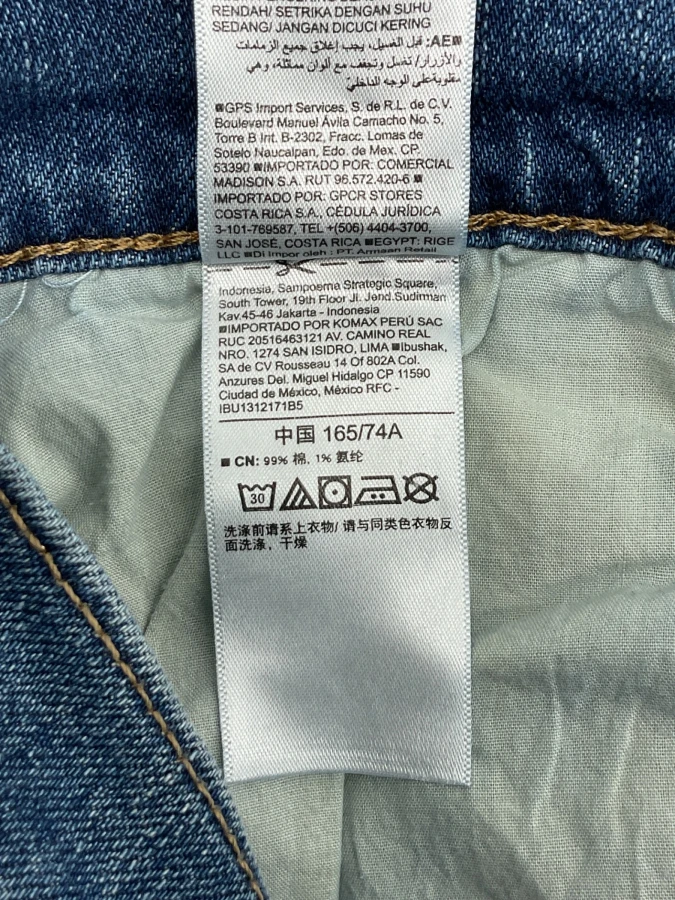 RENDAH/ SETRIKA DENGAN SUHU
SEDANG/ JANGAN DICUCI KERING
AE: قبل الغسيل، يجب إغلاق جميع الزمامات
والأزرار/ تغسل وتجفف مع ألوان مماثلة، وهي
مقلوبة على الوجه الداخلي
■GPS Import Services, S. de R.L. de C.V.
Boulevard Manuel Ávila Camacho No. 5,
Torre B Int. B-2302, Fracc. Lomas de
Sotelo Naucalpan, Edo. de Mex. CP.
53390 ■IMPORTADO POR: COMERCIAL
MADISON S.A. RUT 96.572.420-6 ■
IMPORTADO POR: GPCR STORES
COSTA RICA S.A., CÉDULA JURÍDICA
3-101-769587, TEL +(506) 4404-3700,
SAN JOSÉ, COSTA RICA ■EGYPT: RIGE
LLC ■Di Impor oleh : PT. Armaan Retail
Indonesia, Sampoerna Strategic Square,
South Tower, 19th Floor Jl. Jend.Sudirman
Kav.45-46 Jakarta - Indonesia
■IMPORTADO POR KOMAX PERÚ SAC
RUC 20516463121 AV. CAMINO REAL
NRO. 1274 SAN ISIDRO, LIMA ■Ibushak,
SA de CV Rousseau 14 Of 802A Col.
Anzures Del. Miguel Hidalgo CP 11590
Ciudad de México, México RFC -
IBU1312171B5
中国 165/74A
■ CN: 99% 棉, 1% 氨纶
30
洗涤前请系上衣物/ 请与同类色衣物反
面洗涤, 干燥